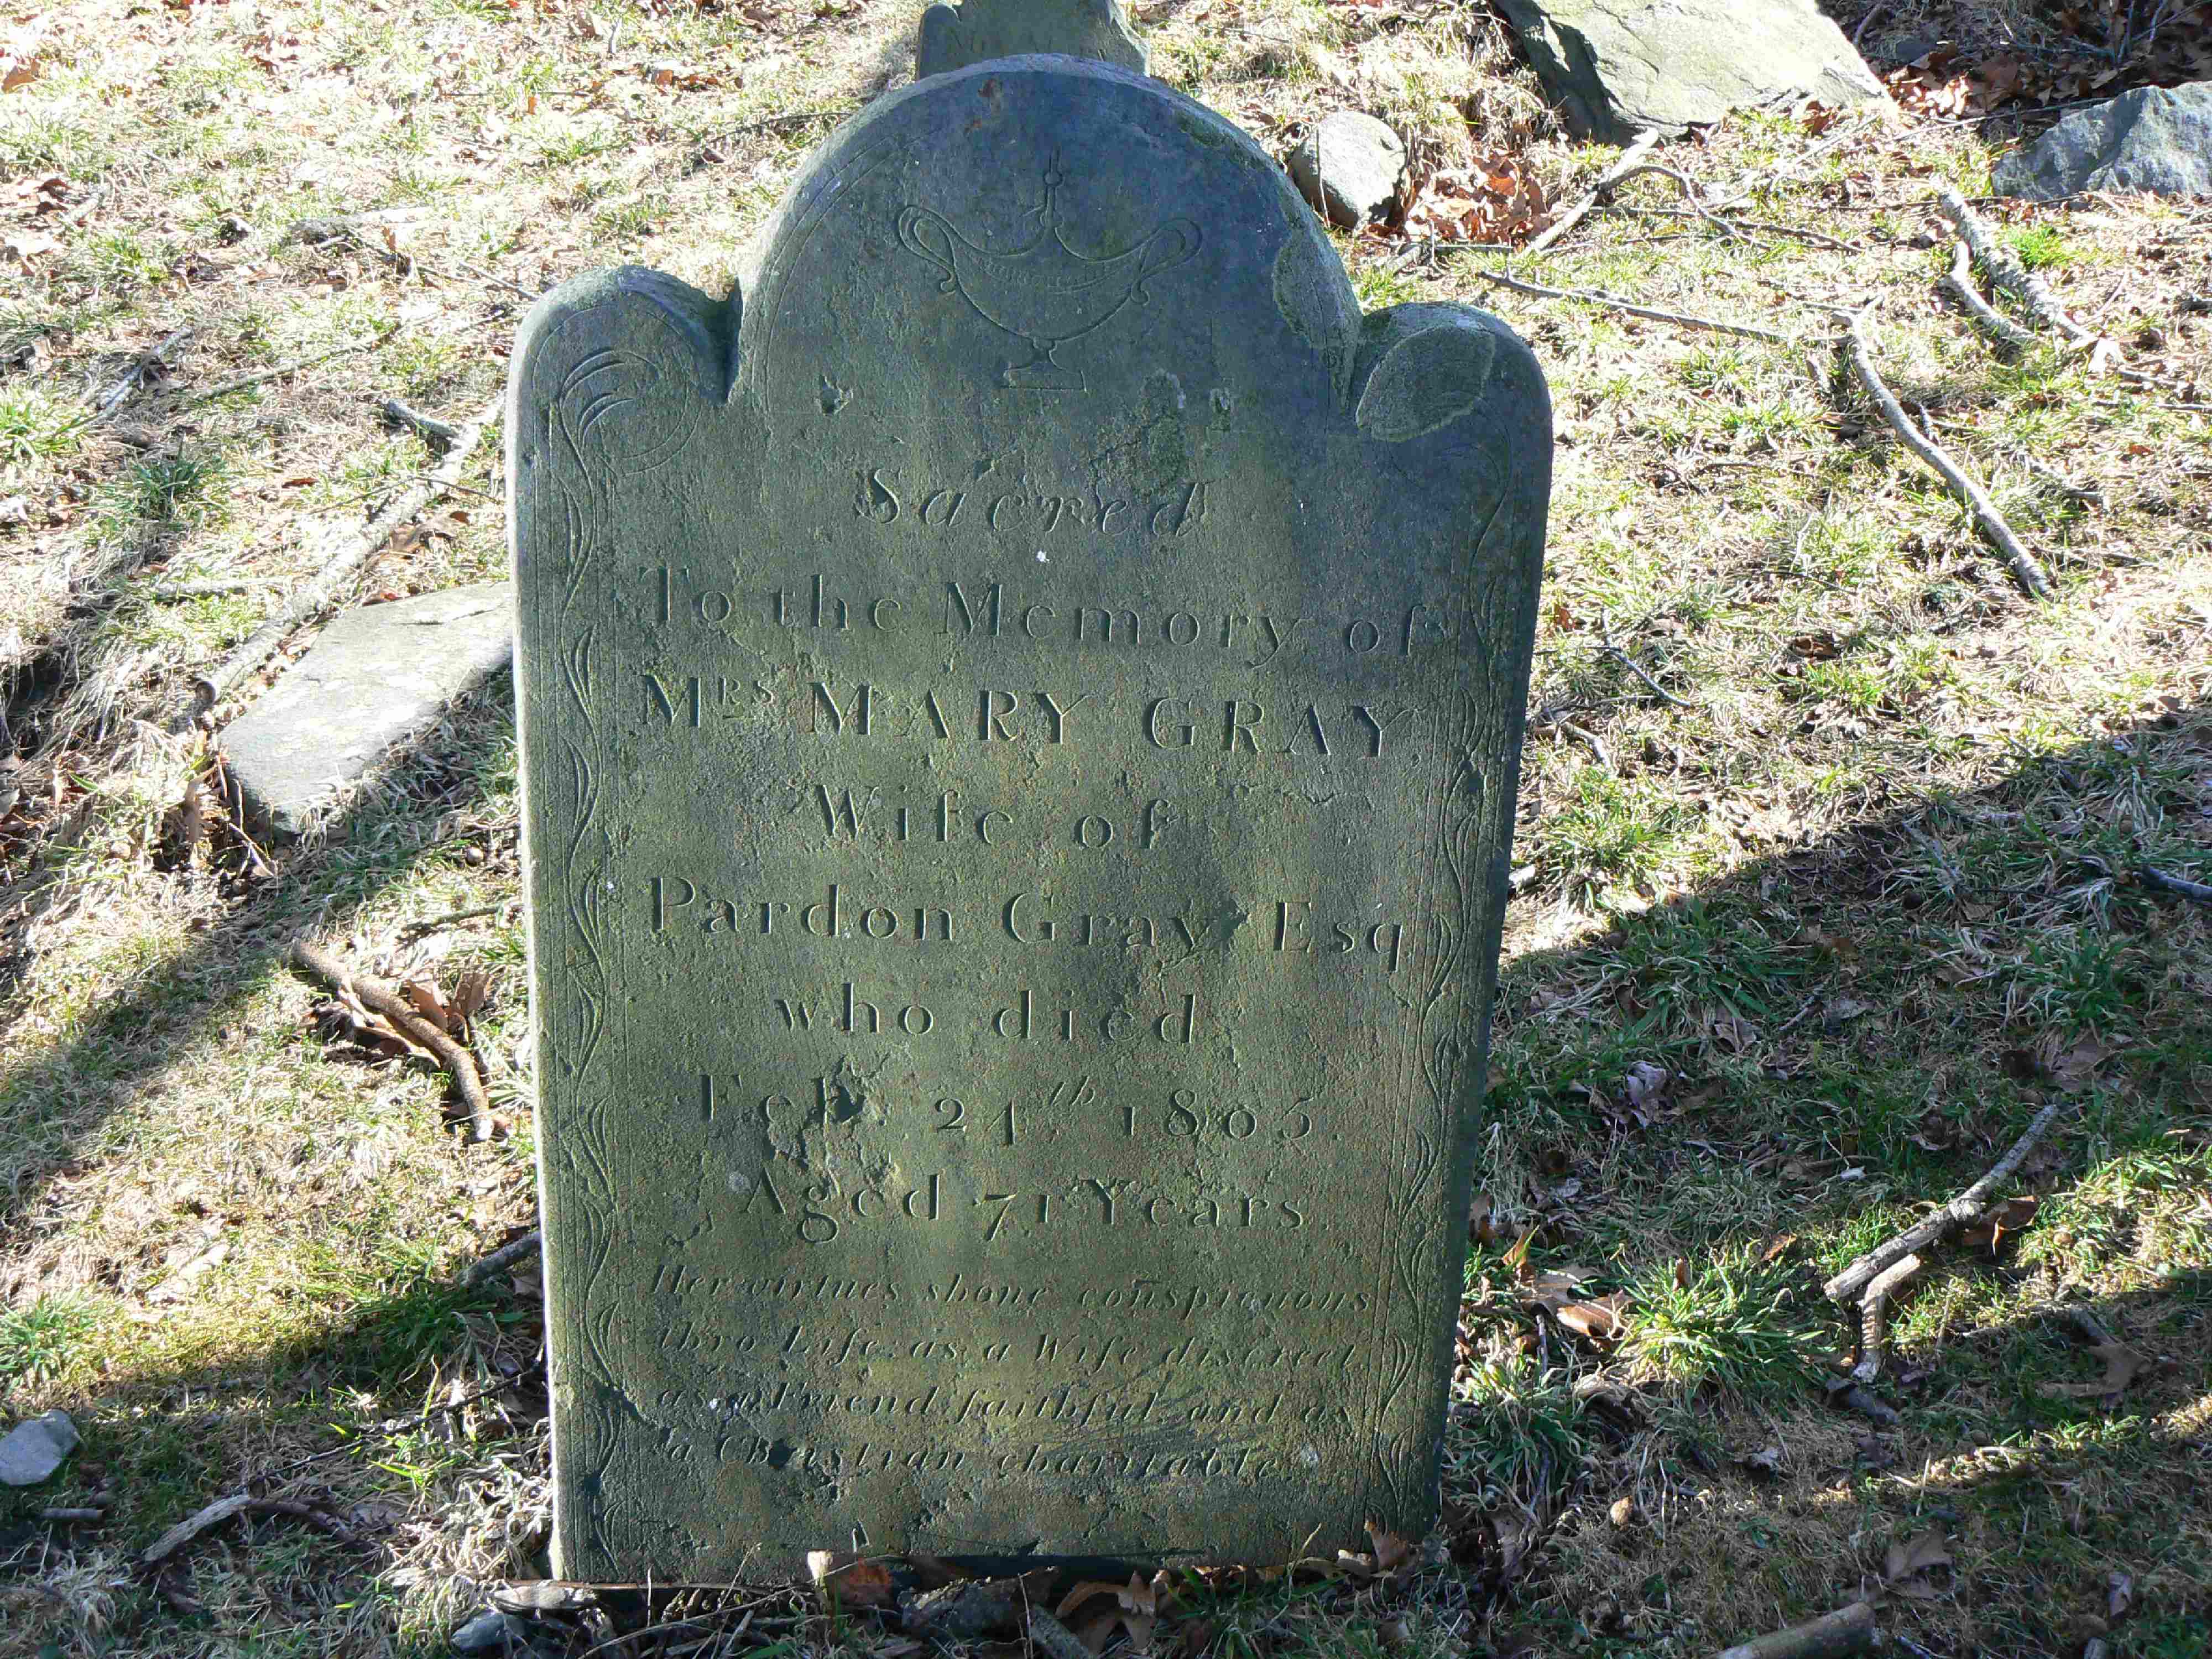 Sacred
To the Memory of
Mrs MARY GRAY,
Wife of
Pardon Gray Esq.
who died
Feb. 24th. 1805.
Aged 71 Years.
Her virtues shone conspicuous
thro Life, as a Wife discreet
as a Friend faithful and as
a Christian charitable